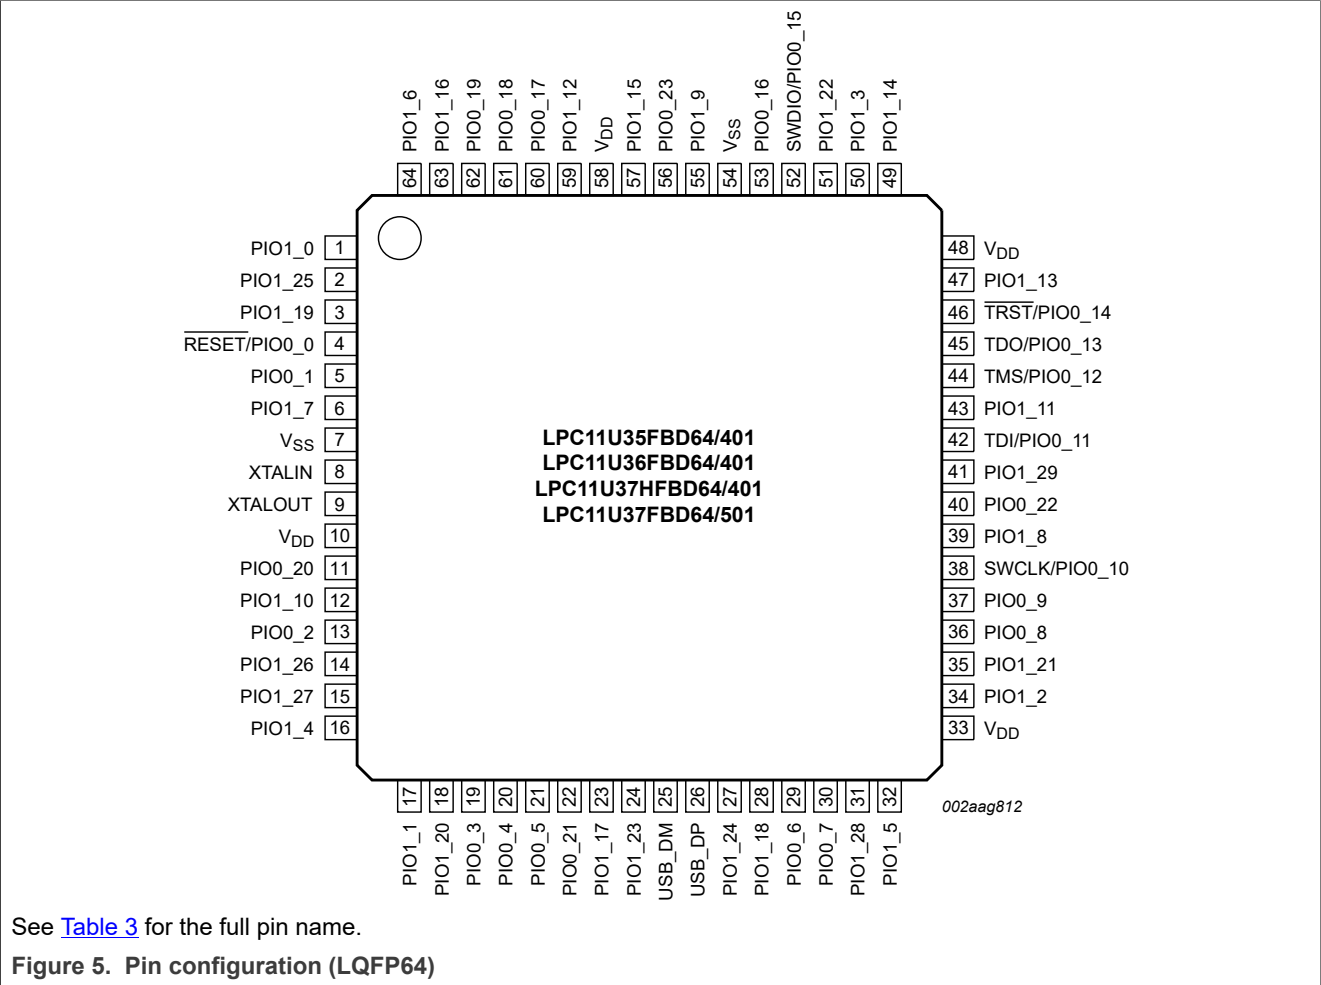 PIO1_6 PIO1_16 PIO0_19 PIO0_18 PIO0_17 PIO1_12 VDD PIO1_15 PIO0_23 PIO1_9 VSS PIO0_16 SWDIO/PIO0_15 PIO1_22 PIO1_3 PIO1_14
64 63 62 61 60 59 58 57 56 55 54 53 52 51 50 49
PIO1_0 1
PIO1_25 2
PIO1_19 3
RESET/PIO0_0 4
PIO0_1 5
PIO1_7 6
VSS 7
XTALIN 8
XTALOUT 9
VDD 10
PIO0_20 11
PIO1_10 12
PIO0_2 13
PIO1_26 14
PIO1_27 15
PIO1_4 16
LPC11U35FBD64/401
LPC11U36FBD64/401
LPC11U37HFBD64/401
LPC11U37FBD64/501
48 VDD
47 PIO1_13
46 TRST/PIO0_14
45 TDO/PIO0_13
44 TMS/PIO0_12
43 PIO1_11
42 TDI/PIO0_11
41 PIO1_29
40 PIO0_22
39 PIO1_8
38 SWCLK/PIO0_10
37 PIO0_9
36 PIO0_8
35 PIO1_21
34 PIO1_2
33 VDD
17 18 19 20 21 22 23 24 25 26 27 28 29 30 31 32
PIO1_1 PIO1_20 PIO0_3 PIO0_4 PIO0_5 PIO0_21 PIO1_17 PIO1_23 USB_DM USB_DP PIO1_24 PIO1_18 PIO0_6 PIO0_7 PIO1_28 PIO1_5
002aag812
See Table 3 for the full pin name.
Figure 5. Pin configuration (LQFP64)